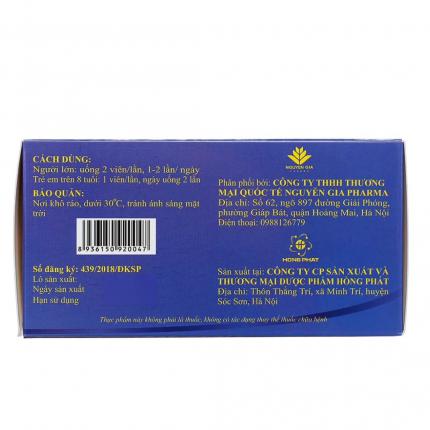 CÁCH DÙNG:
Người lớn: uống 2 viên/lần, 1-2 lần/ ngày
Trẻ em trên 8 tuổi: 1 viên/lần, ngày uống 2 lần
BẢO QUẢN:
Nơi khô ráo, dưới 30°C, tránh ánh sáng mặt
trời
8 936150 920047
Số đăng ký: 439/2018/ĐKSP
Lô sản xuất:
Ngày sản xuất
Hạn sử dụng
NGUYEN GIA
Phân phối bởi: CÔNG TY TNHH THƯƠNG
MẠI QUỐC TẾ NGUYÊN GIA PHARMA
Địa chỉ: Số 62, ngõ 897 đường Giải Phóng,
phường Giáp Bát, quận Hoàng Mai, Hà Nội
Điện thoại: 0988126779
HONG PHAT
Sản xuất tại: CÔNG TY CP SẢN XUẤT VÀ
THƯƠNG MẠI DƯỢC PHẨM HỒNG PHÁT
Địa chỉ: Thôn Thắng Trí, xã Minh Trí, huyện
Sóc Sơn, Hà Nội
Thực phẩm này không phải là thuốc, không có tác dụng thay thế thuốc chữa bệnh